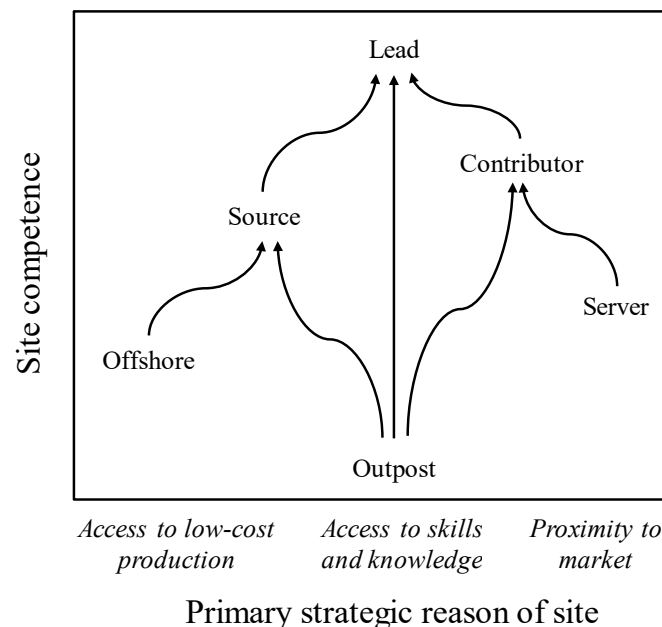 Lead
Contributor
Source
Server
Offshore
Outpost
Site competence
Access to low-cost
production
Access to skills
and knowledge
Proximity to
market
Primary strategic reason of site